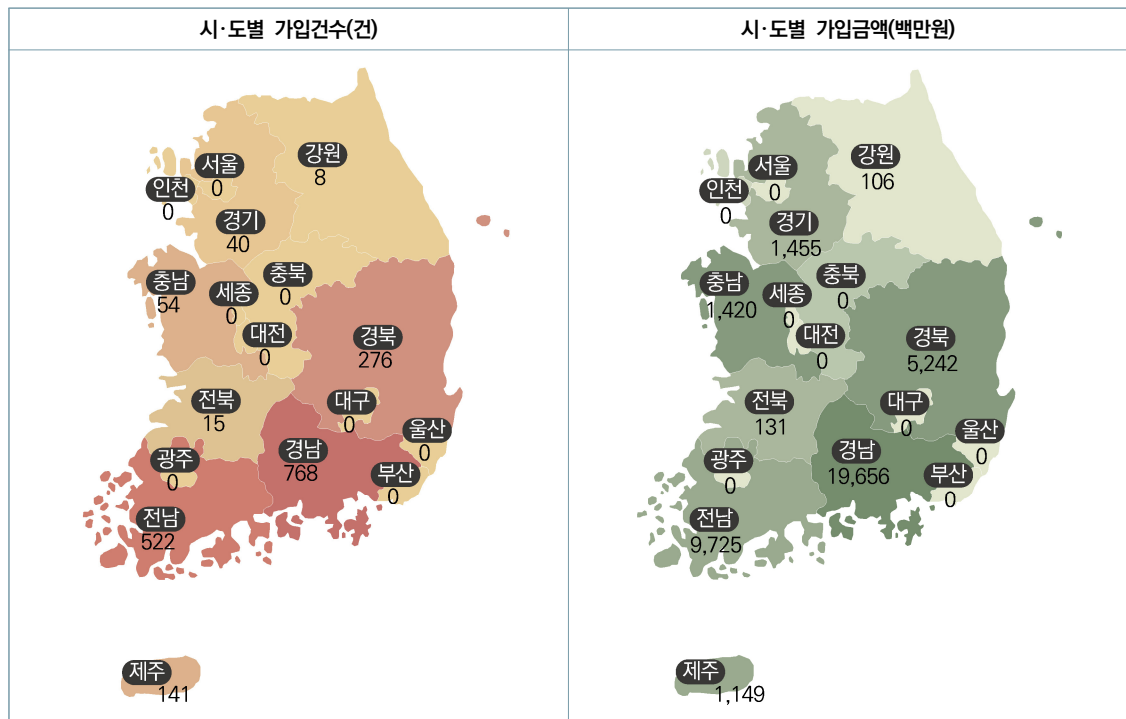 시·도별 가입건수(건)
강원
8
서울
0
인천
0
경기
40
충북
0
충남
54
세종
0
대전
0
경북
276
전북
15
대구
0
울산
0
경남
768
광주
0
부산
0
전남
522
제주
141
시·도별 가입금액(백만원)
강원
106
서울
0
인천
0
경기
1,455
충북
0
충남
1,420
세종
0
대전
0
경북
5,242
전북
131
대구
0
울산
0
경남
19,656
광주
0
부산
0
전남
9,725
제주
1,149